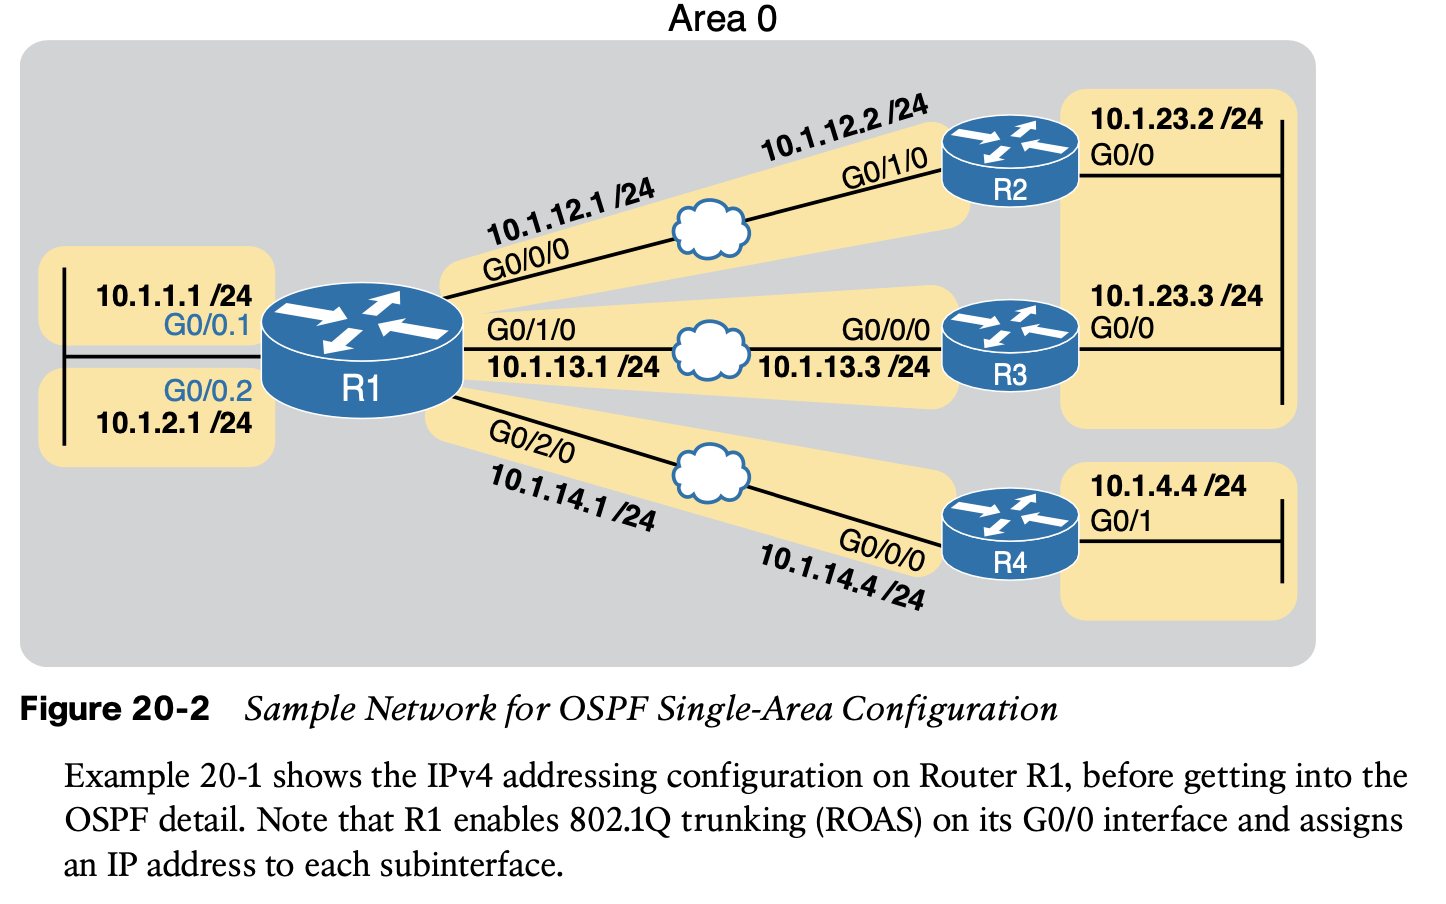 Area 0
10.1.12.2 /24
G0/1/0
10.1.12.1 /24
G0/0/0
R2
10.1.23.2 /24
G0/0
10.1.1.1 /24
G0/0.1
G0/0.2
10.1.2.1 /24
R1
G0/1/0
10.1.13.1 /24
G0/0/0
10.1.13.3 /24
R3
10.1.23.3 /24
G0/0
G0/2/0
10.1.14.1 /24
G0/0/0
10.1.14.4 /24
R4
10.1.4.4 /24
G0/1
Figure 20-2 Sample Network for OSPF Single-Area Configuration
Example 20-1 shows the IPv4 addressing configuration on Router R1, before getting into the
OSPF detail. Note that R1 enables 802.1Q trunking (ROAS) on its G0/0 interface and assigns
an IP address to each subinterface.